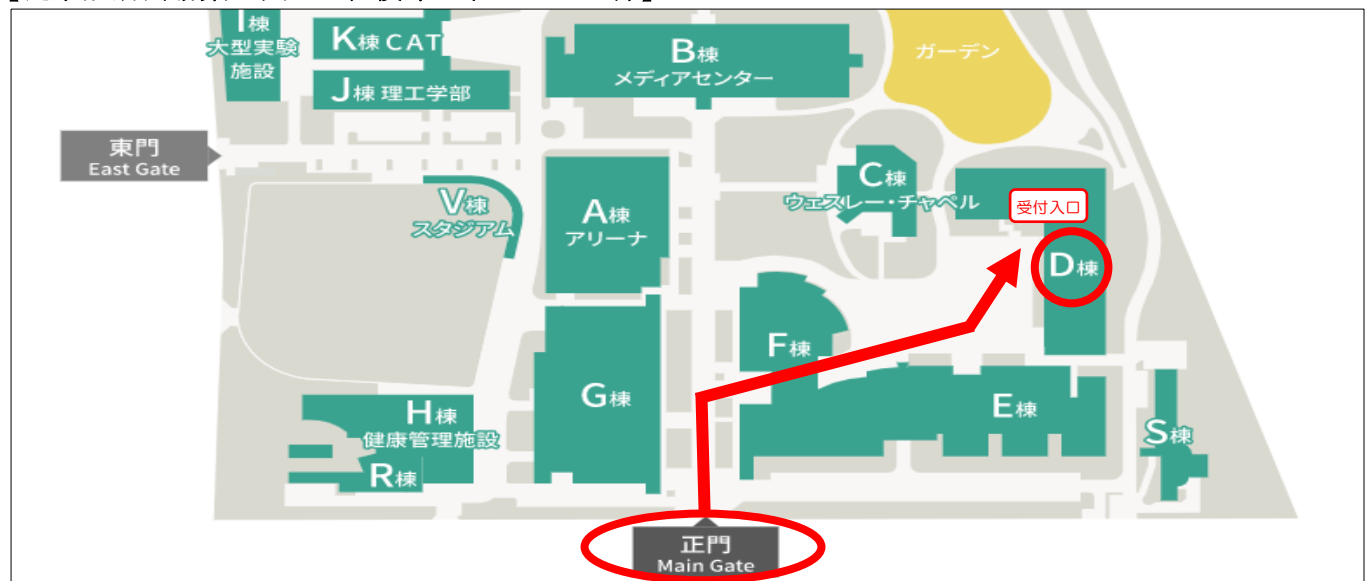 I棟
大型実験
施設
K棟 CAT
J棟 理工学部
B棟
メディアセンター
ガーデン
東門
East Gate
V棟
スタジアム
A棟
アリーナ
C棟
ウェスレー・チャペル
受付入口
D棟
F棟
G棟
E棟
H棟
健康管理施設
R棟
S棟
正門
Main Gate